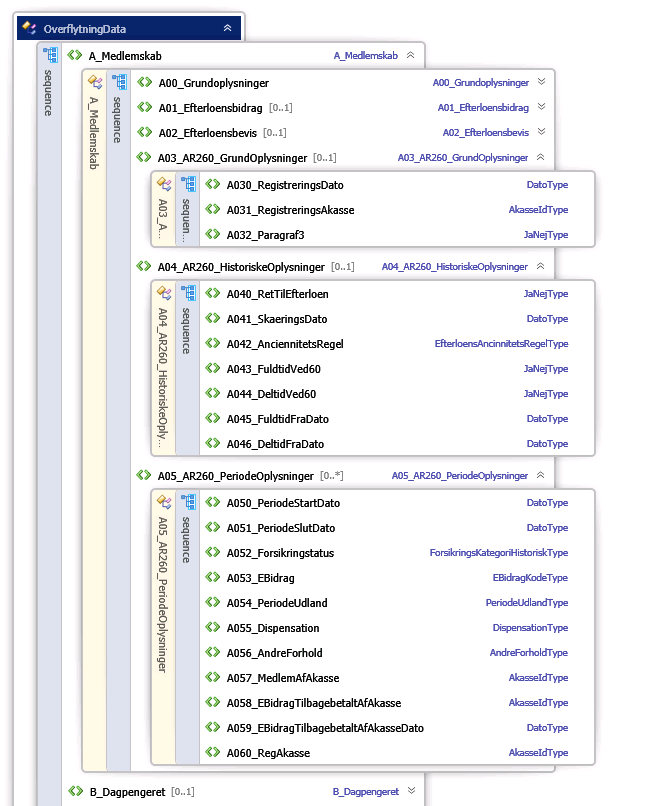 OverflytningData
sequence
A_Medlemskab A_Medlemskab
A_Medlemskab
sequence
A00_Grundoplysninger A00_Grundoplysninger
A01_Efterloensbidrag [0..1] A01_Efterloensbidrag
A02_Efterloensbevis [0..1] A02_Efterloensbevis
A03_AR260_GrundOplysninger [0..1] A03_AR260_GrundOplysninger
A03_A...
sequen...
A030_RegistreringsDato DatoType
A031_RegistreringsAkasse AkasseIdType
A032_Paragraf3 JaNejType
A04_AR260_HistoriskeOplysninger [0..1] A04_AR260_HistoriskeOplysninger
A04_AR260_HistoriskeOply...
sequence
A040_RetTilEfterloen JaNejType
A041_SkaeringsDato DatoType
A042_AnciennitetsRegel EfterloensAncinnitetsRegelType
A043_FuldtidVed60 JaNejType
A044_DeltidVed60 JaNejType
A045_FuldtidFraDato DatoType
A046_DeltidFraDato DatoType
A05_AR260_PeriodeOplysninger [0..*] A05_AR260_PeriodeOplysninger
A05_AR260_PeriodeOplysninger
sequence
A050_PeriodeStartDato DatoType
A051_PeriodeSlutDato DatoType
A052_Forsikringstatus ForsikringsKategoriHistoriskType
A053_EBidrag EBidragKodeType
A054_PeriodeUdland PeriodeUdlandType
A055_Dispensation DispensationType
A056_AndreForhold AndreForholdType
A057_MedlemAfAkasse AkasseIdType
A058_EBidragTilbagebetaltAfAkasse AkasseIdType
A059_EBidragTilbagebetaltAfAkasseDato DatoType
A060_RegAkasse AkasseIdType
B_Dagpengeret [0..1] B_Dagpengeret